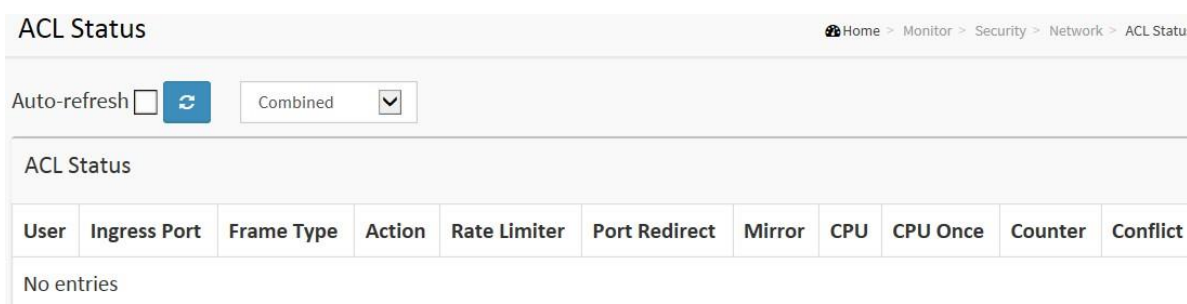 ACL Status
Home > Monitor > Security > Network > ACL Statu
Auto-refresh
Combined
ACL Status
User Ingress Port Frame Type Action Rate Limiter Port Redirect Mirror CPU CPU Once Counter Conflict
No entries